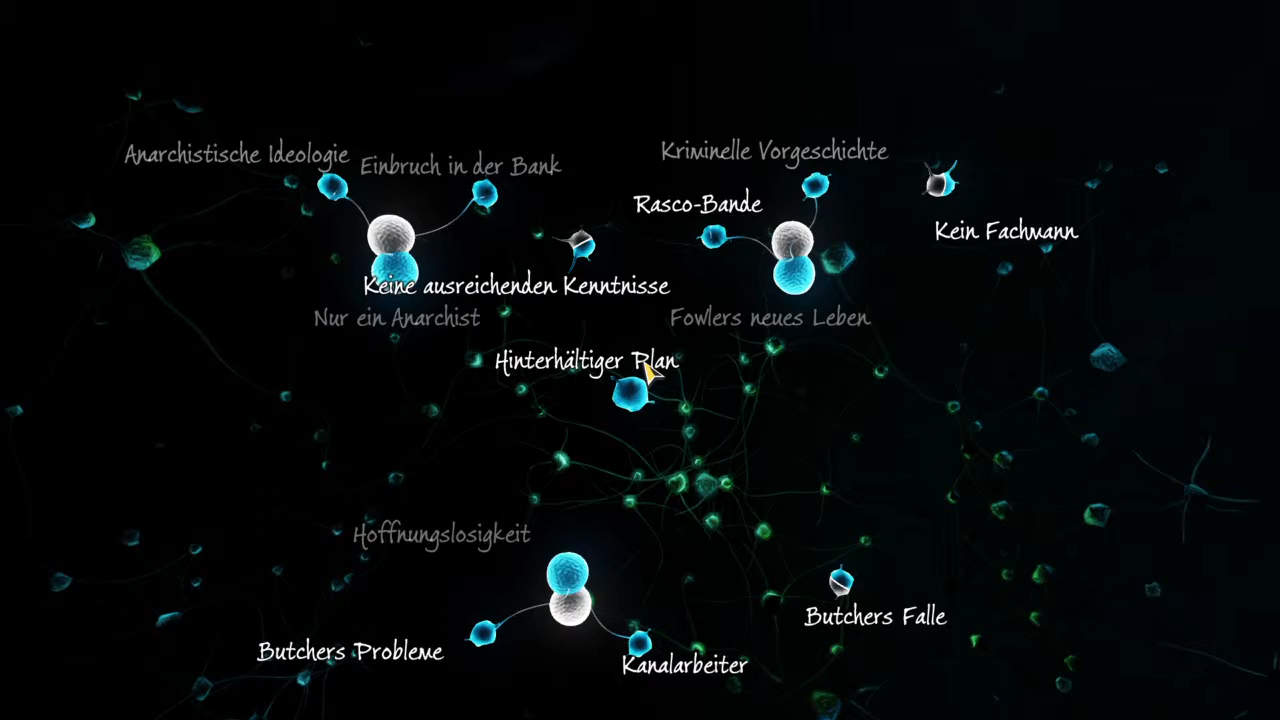 Anarchistische Ideologie
Einbruch in der Bank
Kriminelle Vorgeschichte
Rasco-Bande
Kein Fachmann
Keine ausreichenden Kenntnisse
Nur ein Anarchist
Fowlers neues Leben
Hinterhältiger Plan
Hoffnungslosigkeit
Butchers Falle
Butchers Probleme
Kanalarbeiter